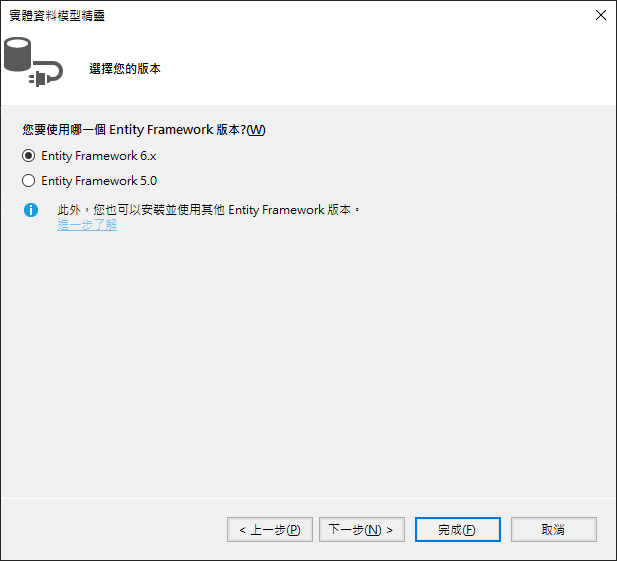 實體資料模型精靈
選擇您的版本
您要使用哪一個 Entity Framework 版本?(W)
Entity Framework 6.x
Entity Framework 5.0
此外，您也可以安裝並使用其他 Entity Framework 版本。
進一步了解
< 上一步(P)
下一步(N) >
完成(F)
取消